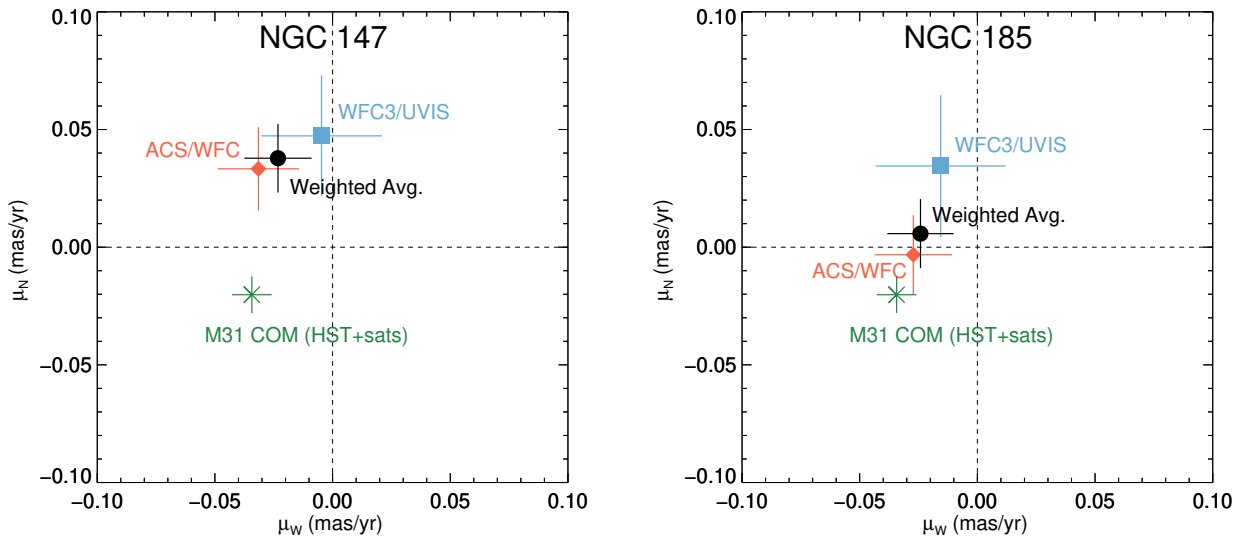 NGC 147
0.10
0.05
0.00
−0.05
−0.10
μN (mas/yr)
WFC3/UVIS
ACS/WFC
Weighted Avg.
M31 COM (HST+sats)
−0.10
−0.05
0.00
0.05
0.10
μW (mas/yr)
NGC 185
0.10
0.05
0.00
−0.05
−0.10
μN (mas/yr)
WFC3/UVIS
Weighted Avg.
ACS/WFC
M31 COM (HST+sats)
−0.10
−0.05
0.00
0.05
0.10
μW (mas/yr)